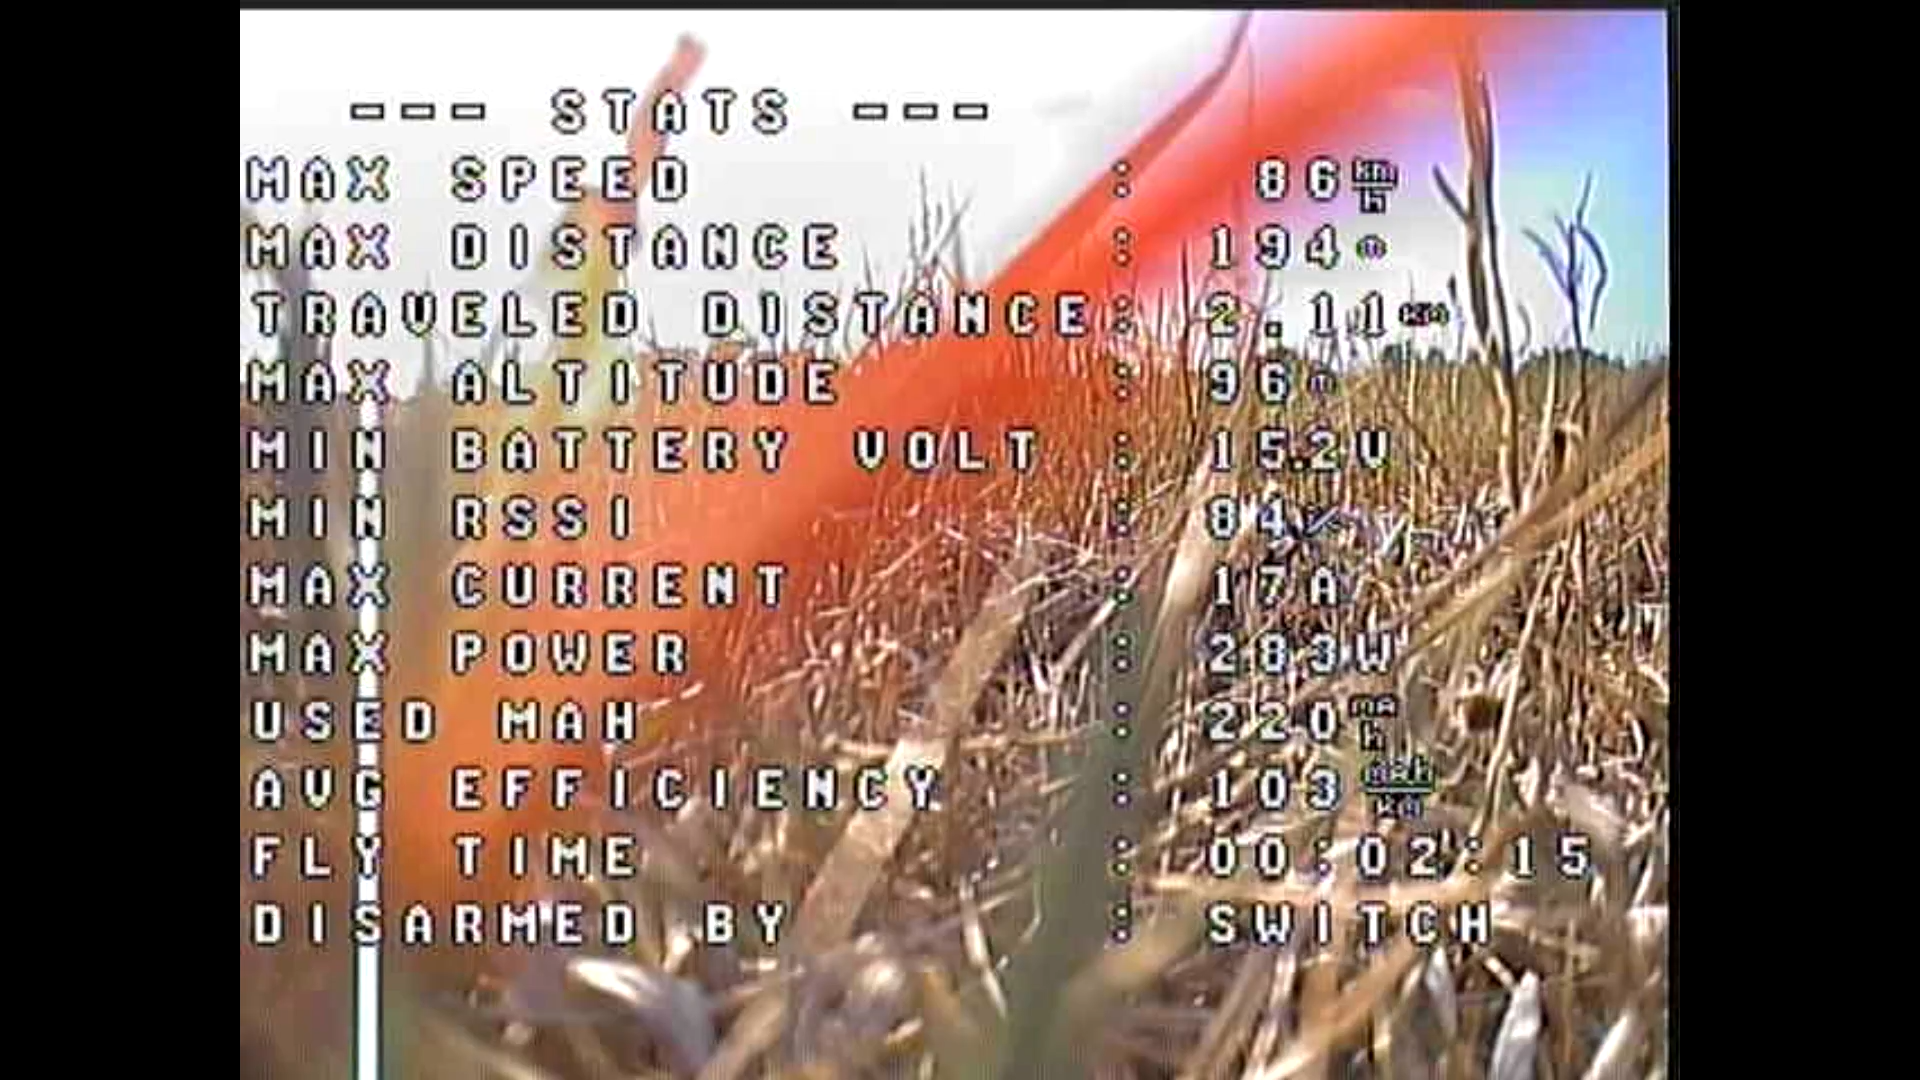 --- STATS ---
MAX SPEED : 86 km/h
MAX DISTANCE : 194 m
TRAVELED DISTANCE: 2.11 km
MAX ALTITUDE : 96 m
MIN BATTERY VOLT : 15.2V
MIN RSSI : 84%
MAX CURRENT : 17A
MAX POWER : 283W
USED MAH : 220 mAh
AVG EFFICIENCY : 103 mAh/km
FLY TIME : 00:02:15
DISARMED BY : SWITCH